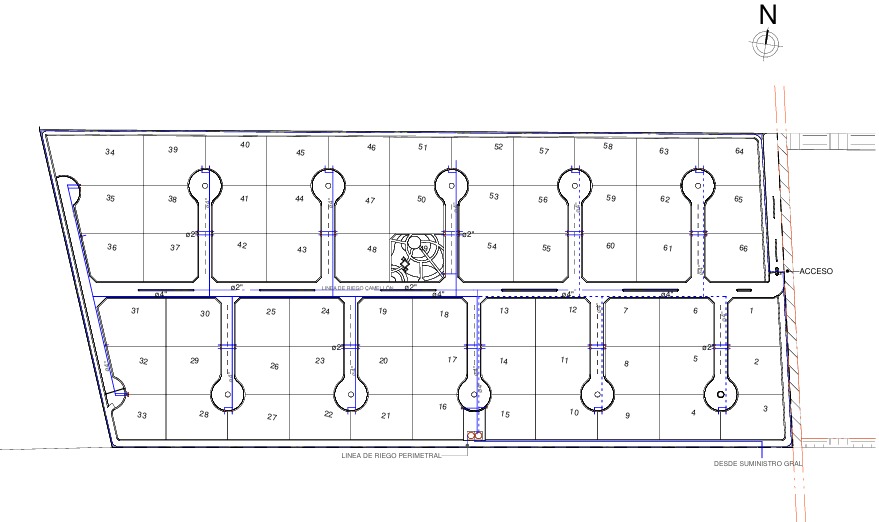 N
34 39 40 45 46 51 52 57 58 63 64
35 38 41 44 47 50 53 56 59 62 65
36 37 ø2" 42 43 48 49 ø2" 54 55 60 61 66
ACCESO
ø4" ø2" LINEA DE RIEGO CAMELLON ø2" ø4" ø4" ø4"
31 30 25 24 19 18 13 12 7 6 1
32 29 26 23 ø2" 20 17 14 11 8 5 ø2" 2
33 28 27 22 21 16 15 10 9 4 3
LINEA DE RIEGO PERIMETRAL
DESDE SUMINISTRO GRAL